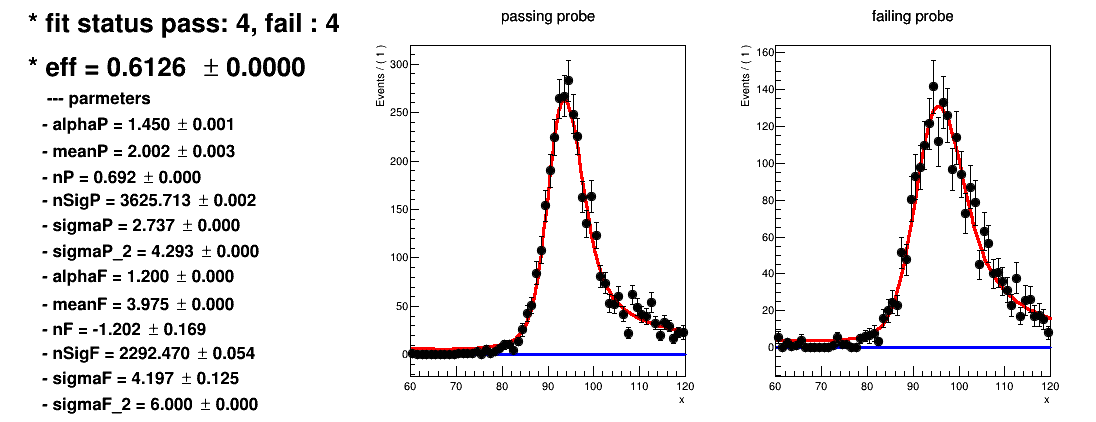 * fit status pass: 4, fail : 4
* eff = 0.6126 ± 0.0000
--- parmeters
- alphaP = 1.450 ± 0.001
- meanP = 2.002 ± 0.003
- nP = 0.692 ± 0.000
- nSigP = 3625.713 ± 0.002
- sigmaP = 2.737 ± 0.000
- sigmaP_2 = 4.293 ± 0.000
- alphaF = 1.200 ± 0.000
- meanF = 3.975 ± 0.000
- nF = -1.202 ± 0.169
- nSigF = 2292.470 ± 0.054
- sigmaF = 4.197 ± 0.125
- sigmaF_2 = 6.000 ± 0.000
passing probe
Events / ( 1 )
300
250
200
150
100
50
0
60 70 80 90 100 110 120
x
failing probe
Events / ( 1 )
160
140
120
100
80
60
40
20
0
60 70 80 90 100 110 120
x